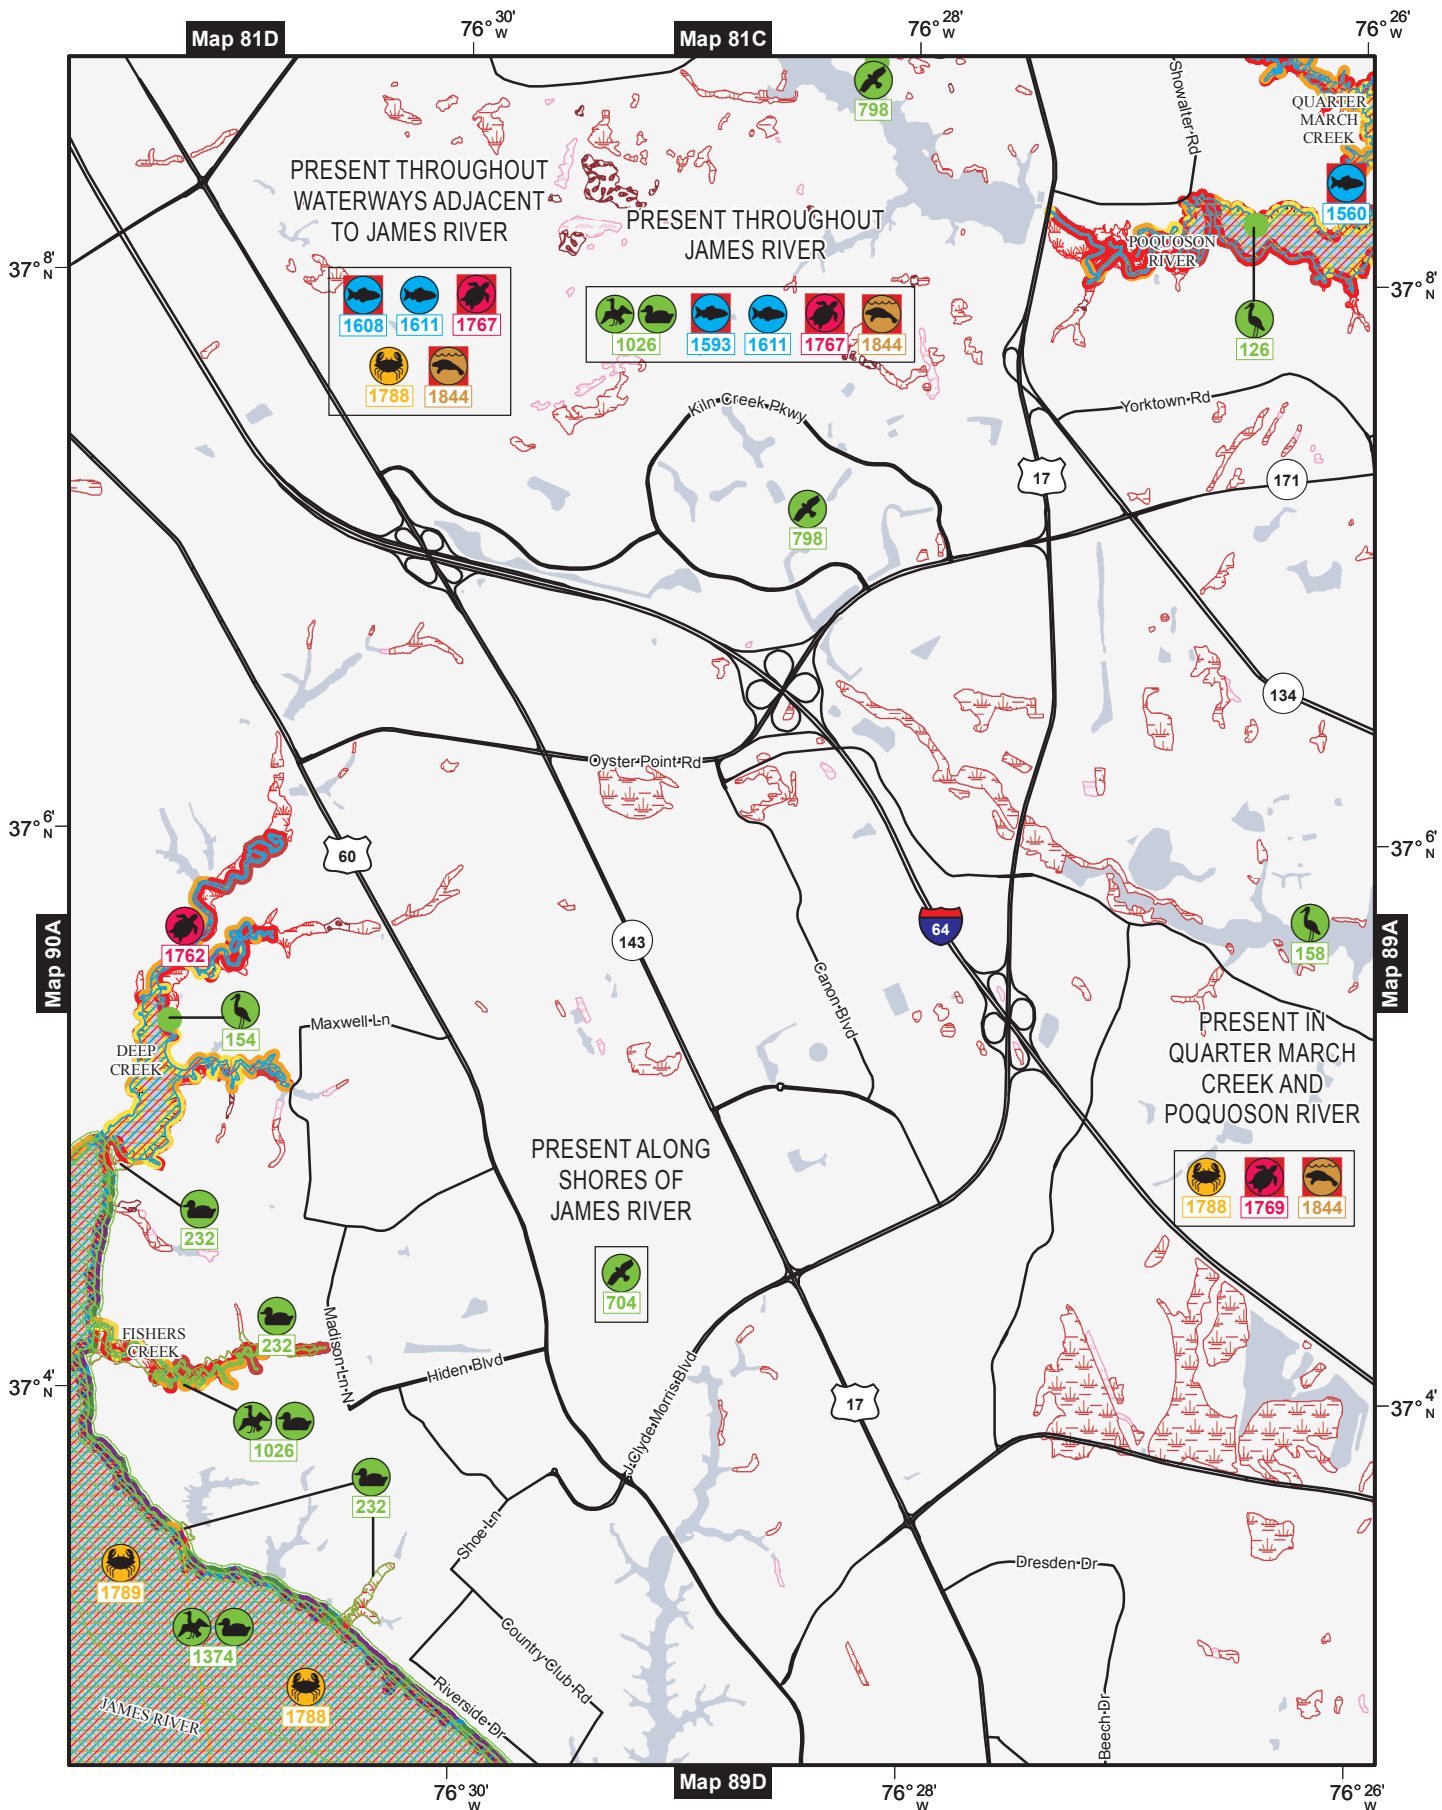 76° 30' W
76° 28' W
76° 26' W
Map 81D
Map 81C
798
Showalter Rd
QUARTER
MARCH
CREEK
1560
PRESENT THROUGHOUT
WATERWAYS ADJACENT
TO JAMES RIVER
1608 1611 1767
1788 1844
PRESENT THROUGHOUT
JAMES RIVER
1026 1593 1611 1767 1844
POQUOSON
RIVER
126
37° 8' N
37° 8' N
Kiln Creek Pkwy
Yorktown Rd
17
171
798
134
Oyster Point Rd
37° 6' N
37° 6' N
60
Map 90A
Map 89A
1762
143
64
158
154
Maxwell Ln
Canon Blvd
DEEP
CREEK
PRESENT IN
QUARTER MARCH
CREEK AND
POQUOSON RIVER
1788 1769 1844
PRESENT ALONG
SHORES OF
JAMES RIVER
704
232
232
FISHERS
CREEK
Madison Ln N
Hiden Blvd
J Clyde Morris Blvd
37° 4' N
37° 4' N
17
1026
232
Shoe Ln
Dresden Dr
1789
1374
Country Club Rd
1788
Riverside Dr
Beech Dr
JAMES RIVER
76° 30' W
Map 89D
76° 28' W
76° 26' W